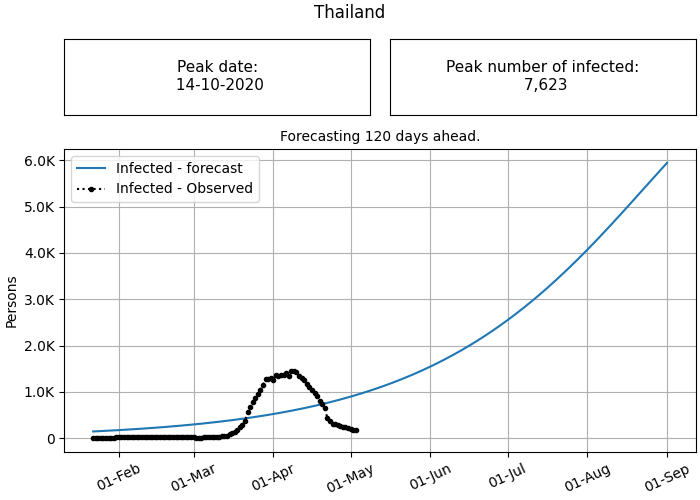 Thailand
Peak date:
14-10-2020
Peak number of infected:
7,623
Forecasting 120 days ahead.
Infected - forecast
Infected - Observed
Persons
6.0K
5.0K
4.0K
3.0K
2.0K
1.0K
0
01-Feb
01-Mar
01-Apr
01-May
01-Jun
01-Jul
01-Aug
01-Sep